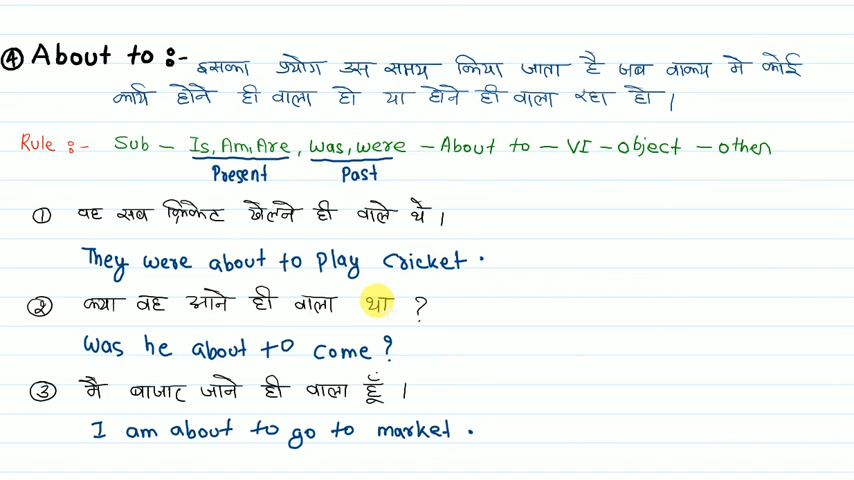 ④ About to :- इसका प्रयोग उस समय किया जाता है जब वाक्य मे कोई
कार्य होने ही वाला हो या होने ही वाला रहा हो।
Rule :- Sub - Is, Am, Are, was, were - About to - V1 - object - other
Present Past
① वह सब क्रिकेट खेलने ही वाले थे।
They were about to play cricket.
② क्या वह आने ही वाला था ?
Was he about to come?
③ मै बाजार जाने ही वाला हूँ।
I am about to go to market.